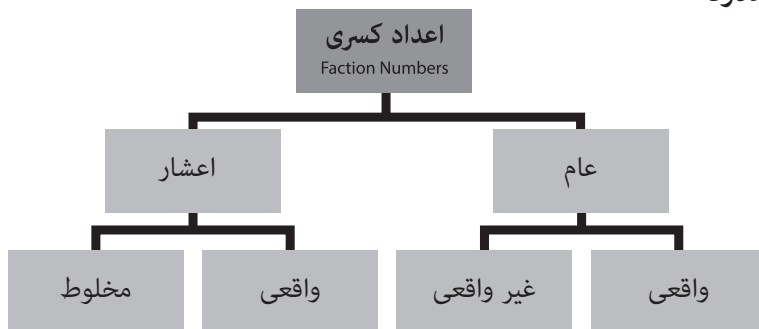 اعداد کسری
Faction Numbers
عام
اعشار
واقعی
غیر واقعی
واقعی
مخلوط